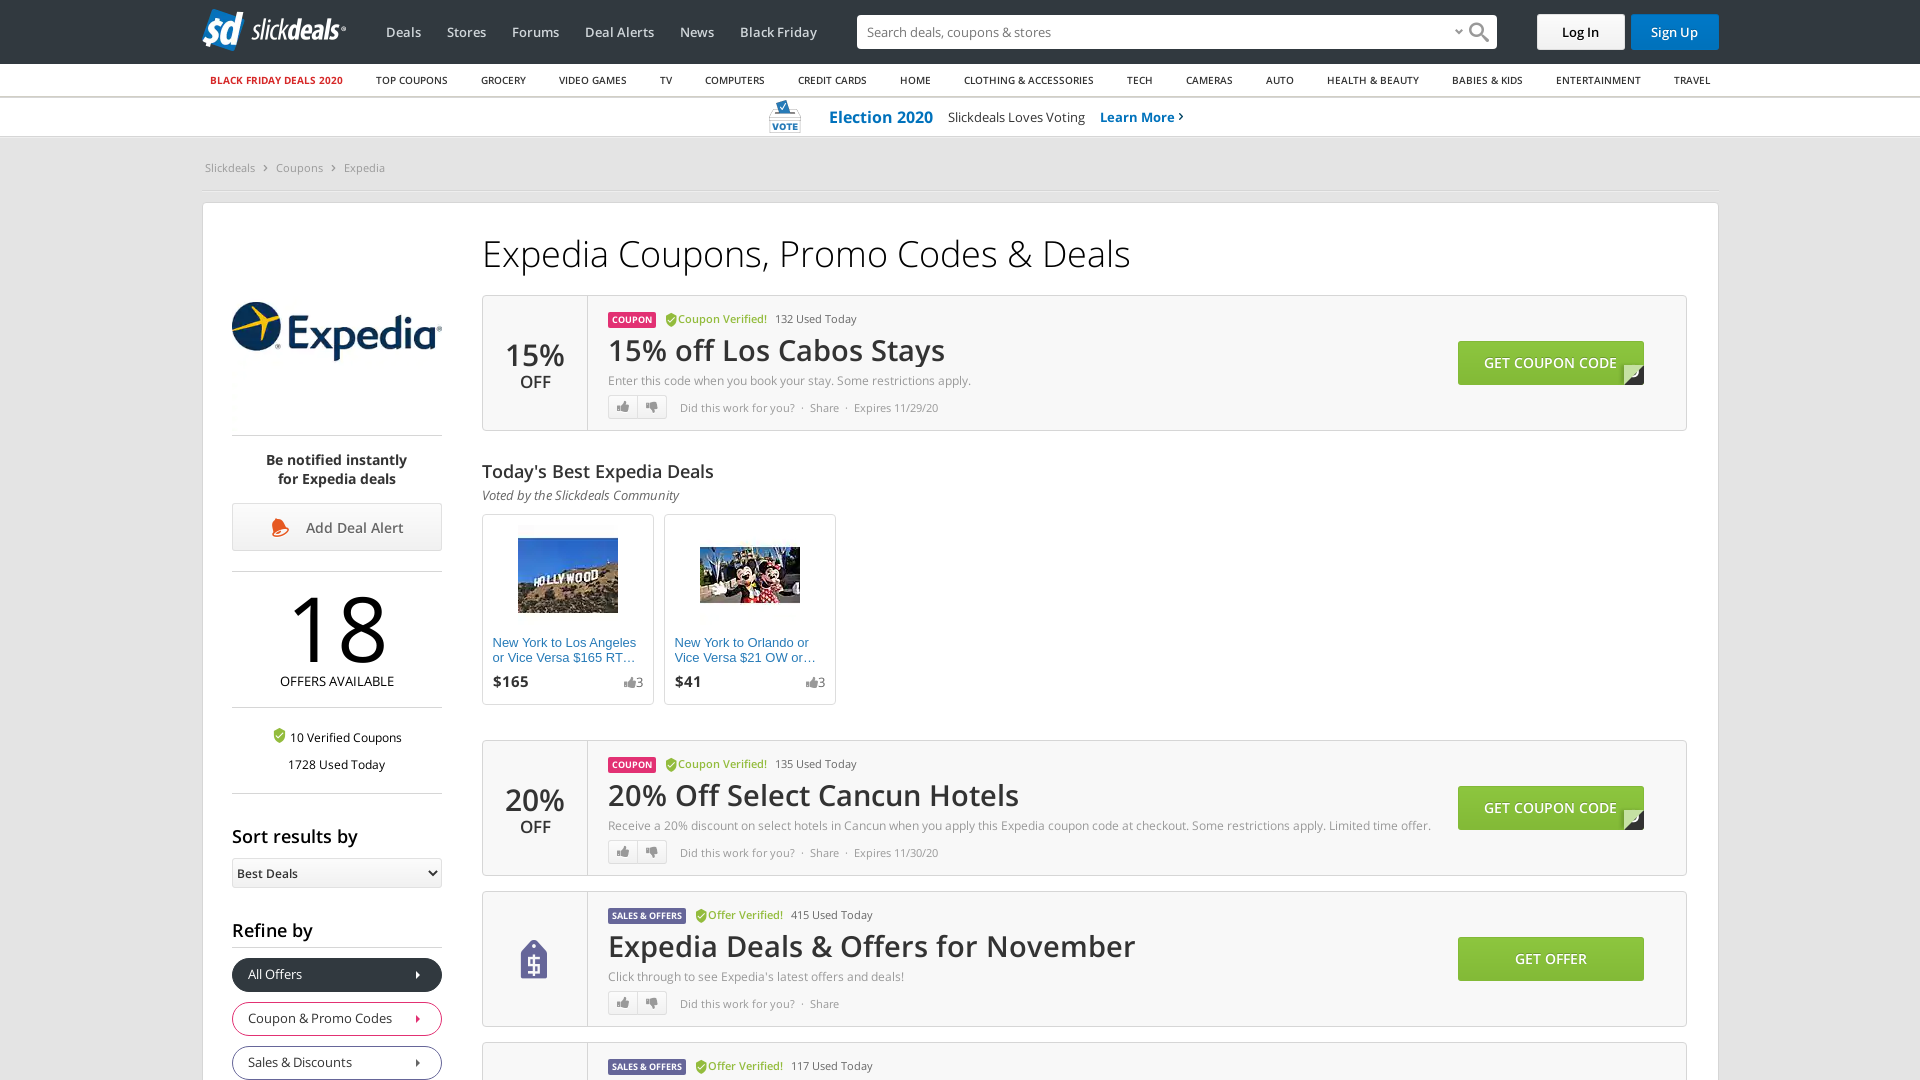 sd slickdeals
Deals
Stores
Forums
Deal Alerts
News
Black Friday
Search deals, coupons & stores
Log In
Sign Up
BLACK FRIDAY DEALS 2020
TOP COUPONS
GROCERY
VIDEO GAMES
TV
COMPUTERS
CREDIT CARDS
HOME
CLOTHING & ACCESSORIES
TECH
CAMERAS
AUTO
HEALTH & BEAUTY
BABIES & KIDS
ENTERTAINMENT
TRAVEL
VOTE
Election 2020
Slickdeals Loves Voting
Learn More
Slickdeals
Coupons
Expedia
Expedia®
Be notified instantly
for Expedia deals
Add Deal Alert
18
OFFERS AVAILABLE
10 Verified Coupons
1728 Used Today
Sort results by
Best Deals
Refine by
All Offers
Coupon & Promo Codes
Sales & Discounts
Expedia Coupons, Promo Codes & Deals
15%
OFF
COUPON
Coupon Verified!
132 Used Today
15% off Los Cabos Stays
Enter this code when you book your stay. Some restrictions apply.
Did this work for you? · Share · Expires 11/29/20
GET COUPON CODE
Today's Best Expedia Deals
Voted by the Slickdeals Community
HOLLYWOOD
New York to Los Angeles
or Vice Versa $165 RT…
$165
3
New York to Orlando or
Vice Versa $21 OW or…
$41
3
20%
OFF
COUPON
Coupon Verified!
135 Used Today
20% Off Select Cancun Hotels
Receive a 20% discount on select hotels in Cancun when you apply this Expedia coupon code at checkout. Some restrictions apply. Limited time offer.
Did this work for you? · Share · Expires 11/30/20
GET COUPON CODE
SALES & OFFERS
Offer Verified!
415 Used Today
Expedia Deals & Offers for November
Click through to see Expedia's latest offers and deals!
Did this work for you? · Share
GET OFFER
SALES & OFFERS
Offer Verified!
117 Used Today